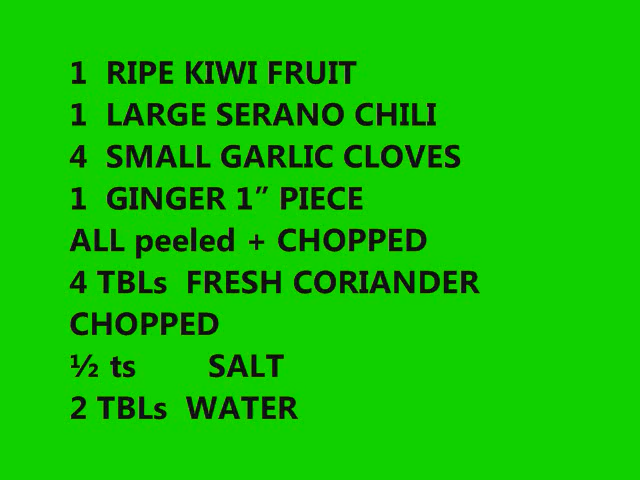 1 RIPE KIWI FRUIT
1 LARGE SERANO CHILI
4 SMALL GARLIC CLOVES
1 GINGER 1” PIECE
ALL peeled + CHOPPED
4 TBLs FRESH CORIANDER
CHOPPED
½ ts SALT
2 TBLs WATER